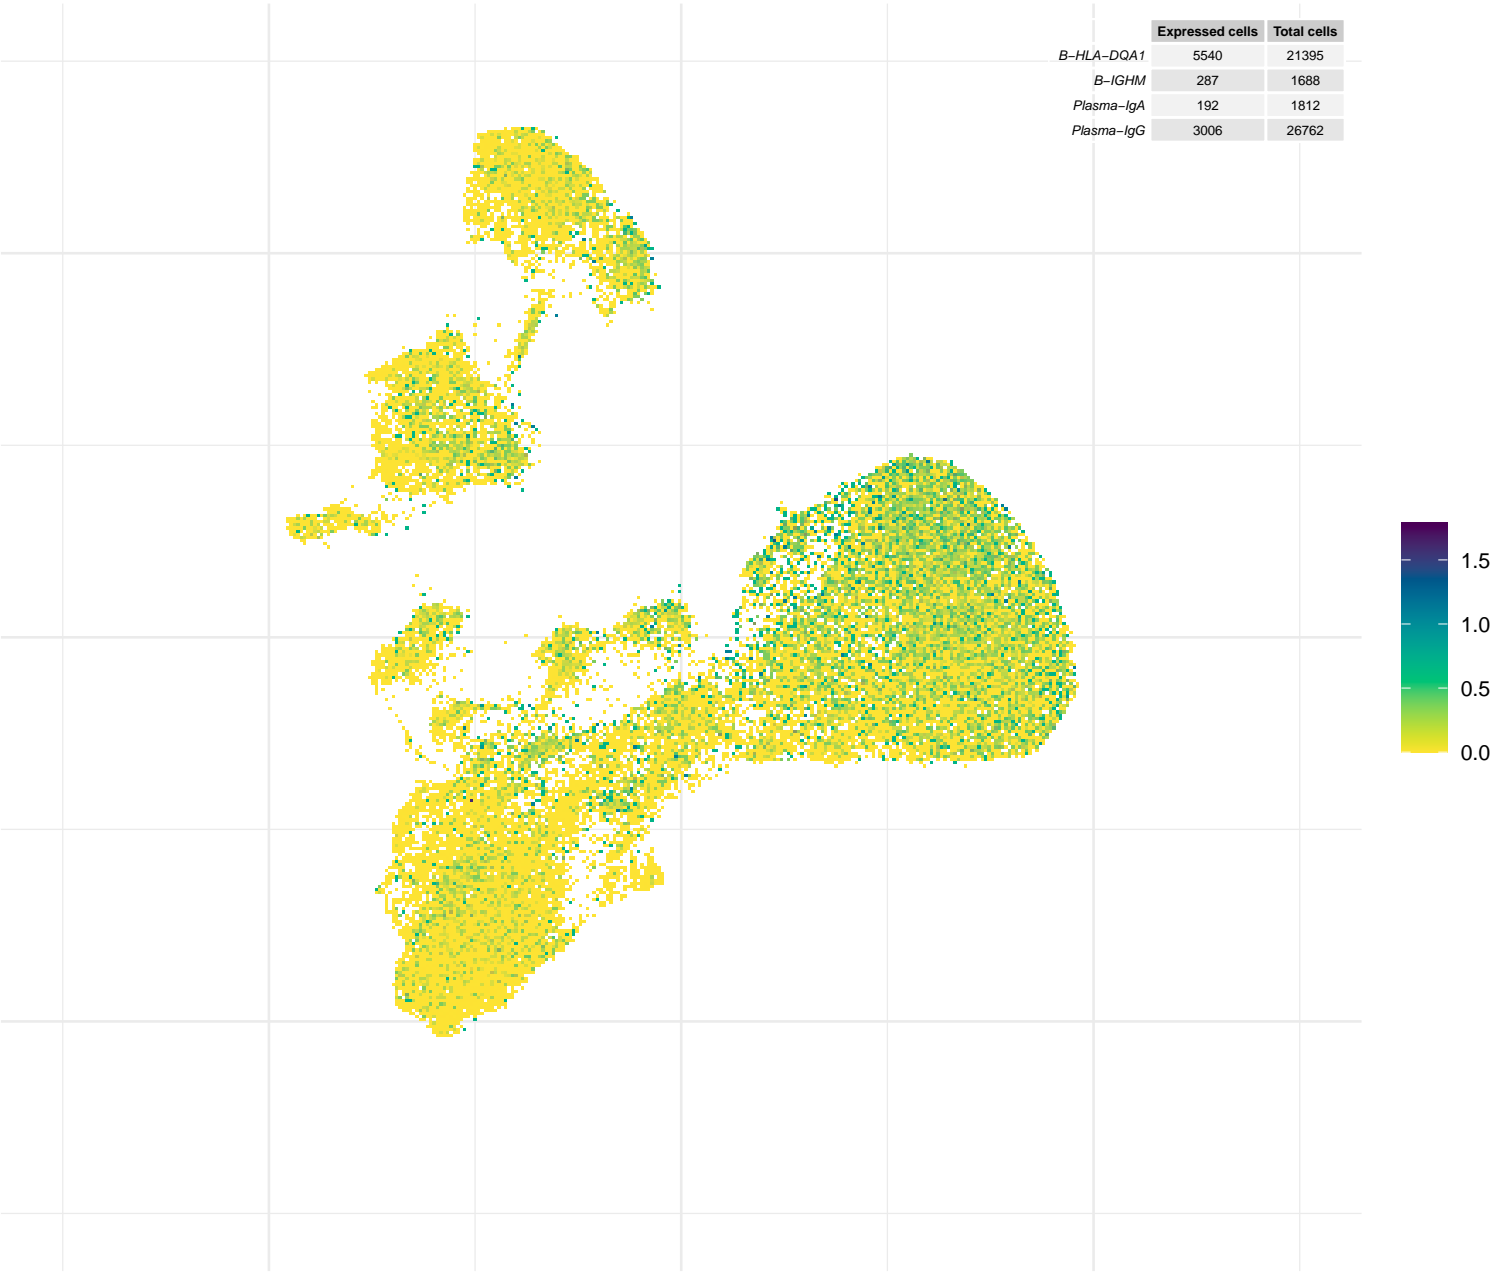 Expressed cells Total cells
B−HLA−DQA1 5540 21395
B−IGHM 287 1688
Plasma−IgA 192 1812
Plasma−IgG 3006 26762
1.5
1.0
0.5
0.0